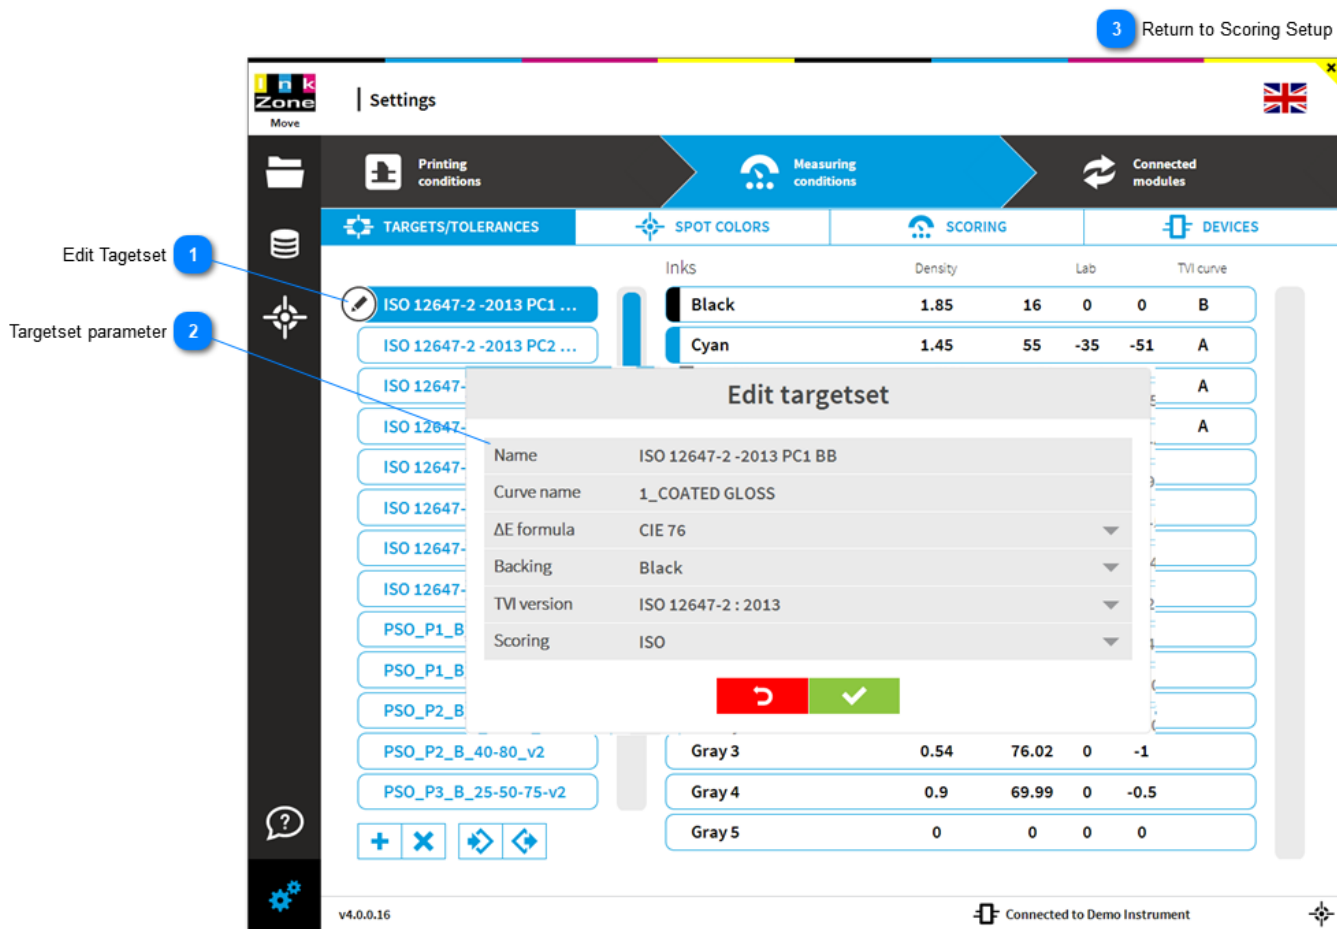 3 Return to Scoring Setup
Ink
Zone
Move
Settings
Printing
conditions
Measuring
conditions
Connected
modules
TARGETS/TOLERANCES SPOT COLORS SCORING DEVICES
Edit Tagetset 1
Inks Density Lab TVI curve
ISO 12647-2 -2013 PC1 ... Black 1.85 16 0 0 B
Targetset parameter 2
ISO 12647-2 -2013 PC2 ... Cyan 1.45 55 -35 -51 A
ISO 12647- A
ISO 12647- A
ISO 12647-
ISO 12647-
ISO 12647-
ISO 12647-
PSO_P1_B
PSO_P1_B
PSO_P2_B
Edit targetset
Name ISO 12647-2 -2013 PC1 BB
Curve name 1_COATED GLOSS
ΔE formula CIE 76
Backing Black
TVI version ISO 12647-2 : 2013
Scoring ISO
PSO_P2_B_40-80_v2 Gray 3 0.54 76.02 0 -1
PSO_P3_B_25-50-75-v2 Gray 4 0.9 69.99 0 -0.5
Gray 5 0 0 0 0
v4.0.0.16 Connected to Demo Instrument